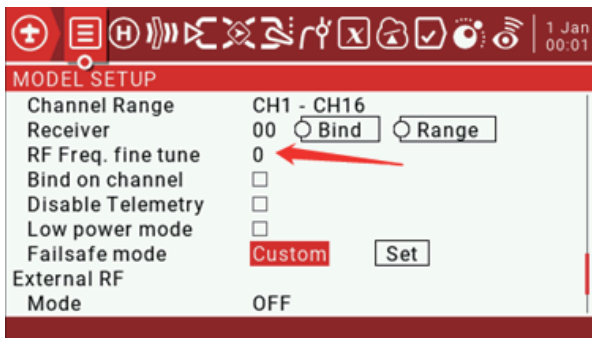 H x 1 Jan
00:01
MODEL SETUP
Channel Range CH1 - CH16
Receiver 00 Bind Range
RF Freq. fine tune 0
Bind on channel
Disable Telemetry
Low power mode
Failsafe mode Custom Set
External RF
Mode OFF